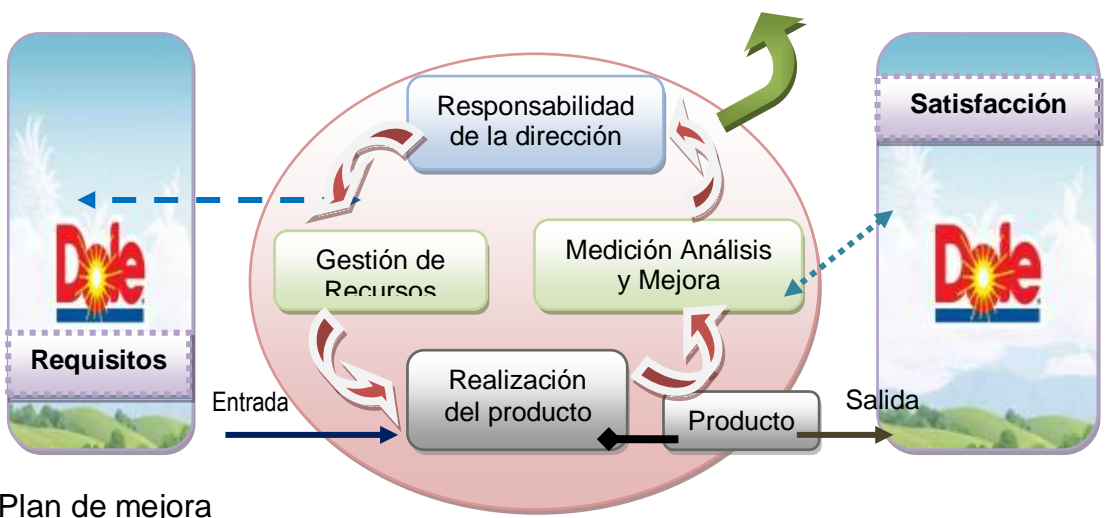 Responsabilidad
de la dirección
Satisfacción
Dole
Gestión de
Recursos
Medición Análisis
y Mejora
Dole
Requisitos
Entrada
Realización
del producto
Producto
Salida
Plan de mejora